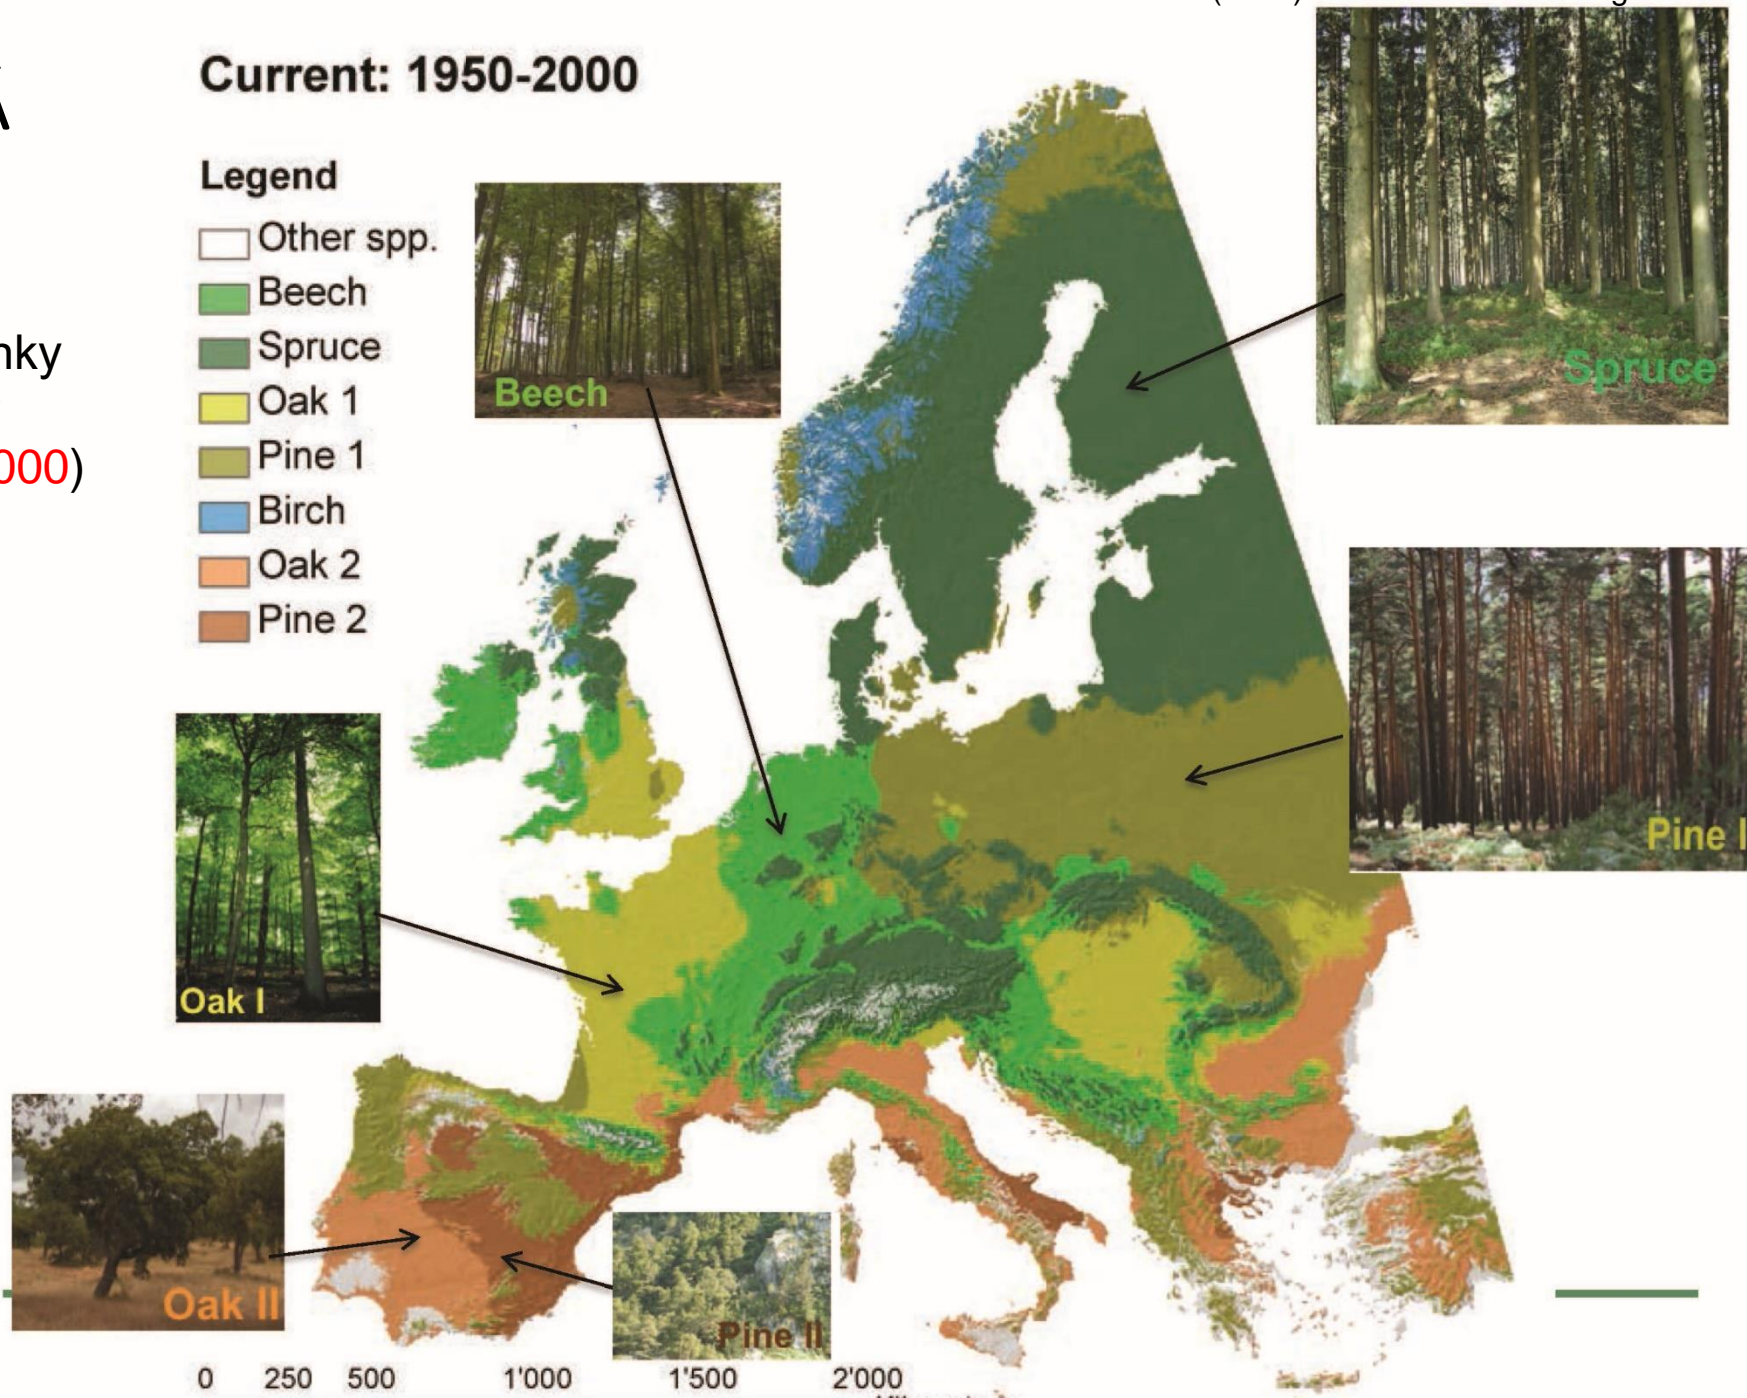 Current: 1950-2000
Legend
Other spp.
Beech
Spruce
Oak 1
Pine 1
Birch
Oak 2
Pine 2
nky
000)
Beech
Spruce
Pine I
Oak I
Oak II
Pine II
0 250 500 1'000 1'500 2'000